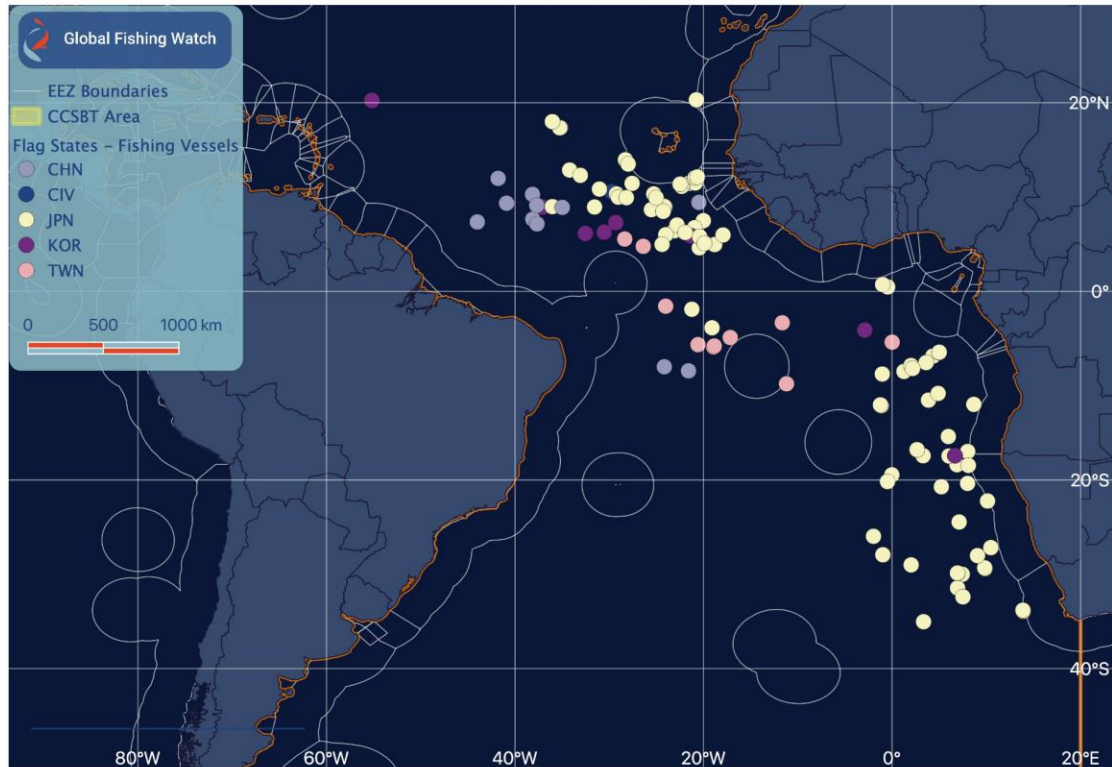 Global Fishing Watch
EEZ Boundaries
CCSBT Area
Flag States – Fishing Vessels
CHN
CIV
JPN
KOR
TWN
0 500 1000 km
20°N
0°
20°S
40°S
80°W 60°W 40°W 20°W 0° 20°E